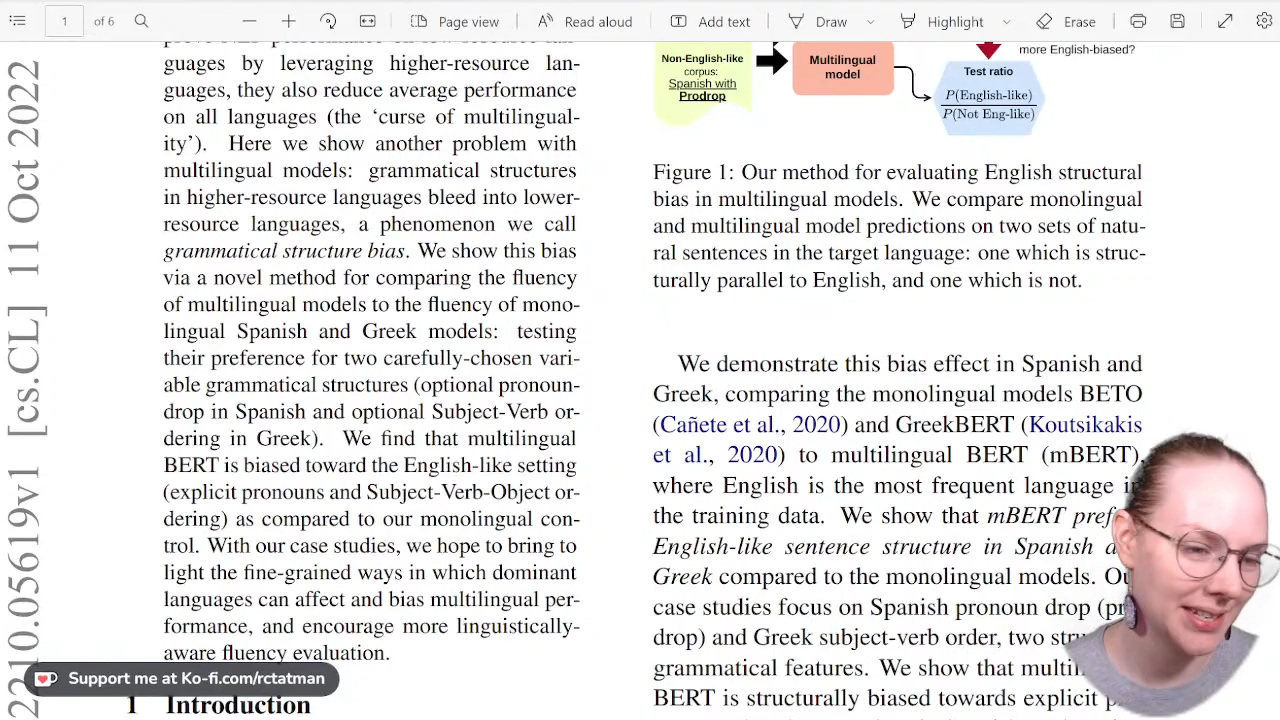 1 of 6 Page view Read aloud Add text Draw Highlight Erase
2210.05619v1 [cs.CL] 11 Oct 2022
guages by leveraging higher-resource lan-
guages, they also reduce average performance
on all languages (the ‘curse of multilingual-
ity’). Here we show another problem with
multilingual models: grammatical structures
in higher-resource languages bleed into lower-
resource languages, a phenomenon we call
grammatical structure bias. We show this bias
via a novel method for comparing the fluency
of multilingual models to the fluency of mono-
lingual Spanish and Greek models: testing
their preference for two carefully-chosen vari-
able grammatical structures (optional pronoun-
drop in Spanish and optional Subject-Verb or-
dering in Greek). We find that multilingual
BERT is biased toward the English-like setting
(explicit pronouns and Subject-Verb-Object or-
dering) as compared to our monolingual con-
trol. With our case studies, we hope to bring to
light the fine-grained ways in which dominant
languages can affect and bias multilingual per-
formance, and encourage more linguistically-
aware fluency evaluation.
Support me at Ko-fi.com/rctatman
1 Introduction
Non-English-like
corpus:
Spanish with
Prodrop
Multilingual
model
more English-biased?
Test ratio
P(English-like)
P(Not Eng-like)
Figure 1: Our method for evaluating English structural
bias in multilingual models. We compare monolingual
and multilingual model predictions on two sets of natu-
ral sentences in the target language: one which is struc-
turally parallel to English, and one which is not.
We demonstrate this bias effect in Spanish and
Greek, comparing the monolingual models BETO
(Cañete et al., 2020) and GreekBERT (Koutsikakis
et al., 2020) to multilingual BERT (mBERT),
where English is the most frequent language
the training data. We show that mBERT
English-like sentence structure in Spanish
Greek compared to the monolingual models.
case studies focus on Spanish pronoun drop
drop) and Greek subject-verb order, two
grammatical features. We show that
BERT is structurally biased towards explicit